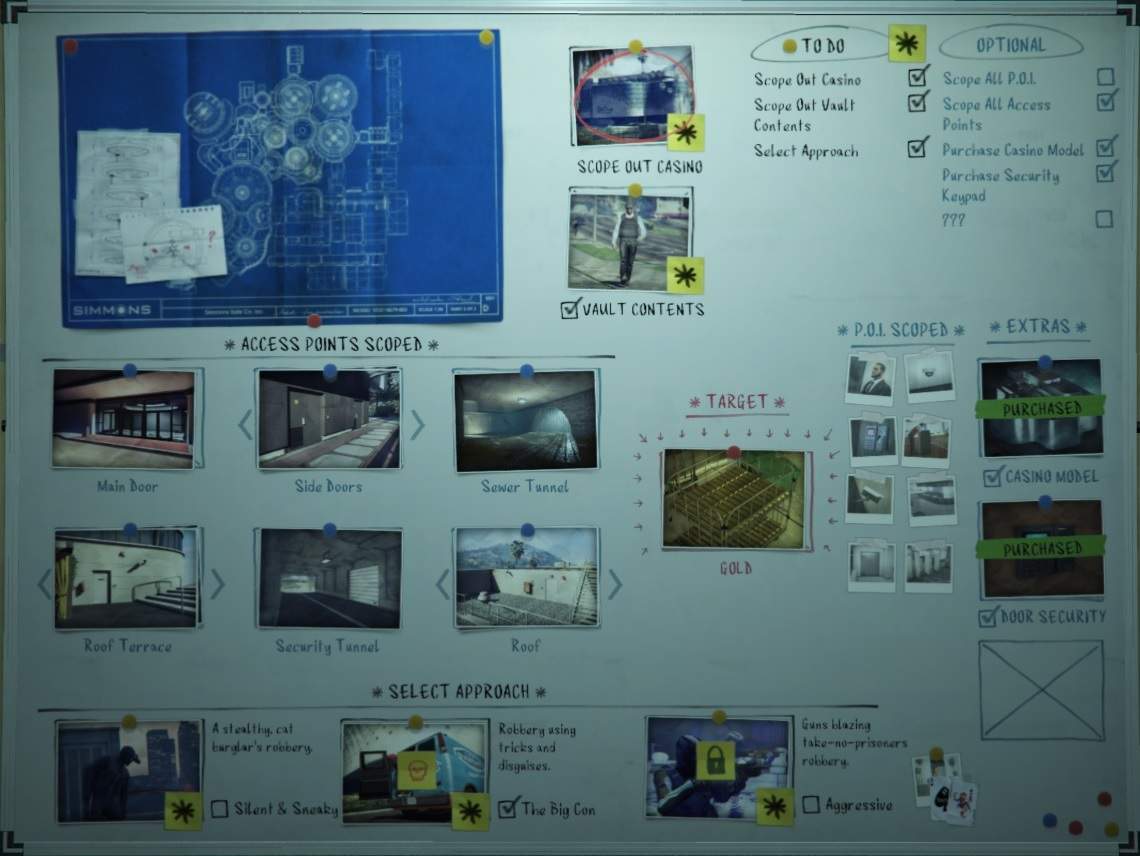 SIMMONS
TO DO
Scope Out Casino
Scope Out Vault
Contents
Select Approach
OPTIONAL
Scope All P.O.I.
Scope All Access
Points
Purchase Casino Model
Purchase Security
Keypad
???
SCOPE OUT CASINO
VAULT CONTENTS
* ACCESS POINTS SCOPED *
Main Door
Side Doors
Sewer Tunnel
Roof Terrace
Security Tunnel
Roof
* TARGET *
GOLD
* P.O.I. SCOPED *
* EXTRAS *
PURCHASED
CASINO MODEL
PURCHASED
DOOR SECURITY
* SELECT APPROACH *
A stealthy, cat
burglar's robbery.
Silent & Sneaky
Robbery using
tricks and
disguises.
The Big Con
Guns blazing
take-no-prisoners
robbery.
Aggressive